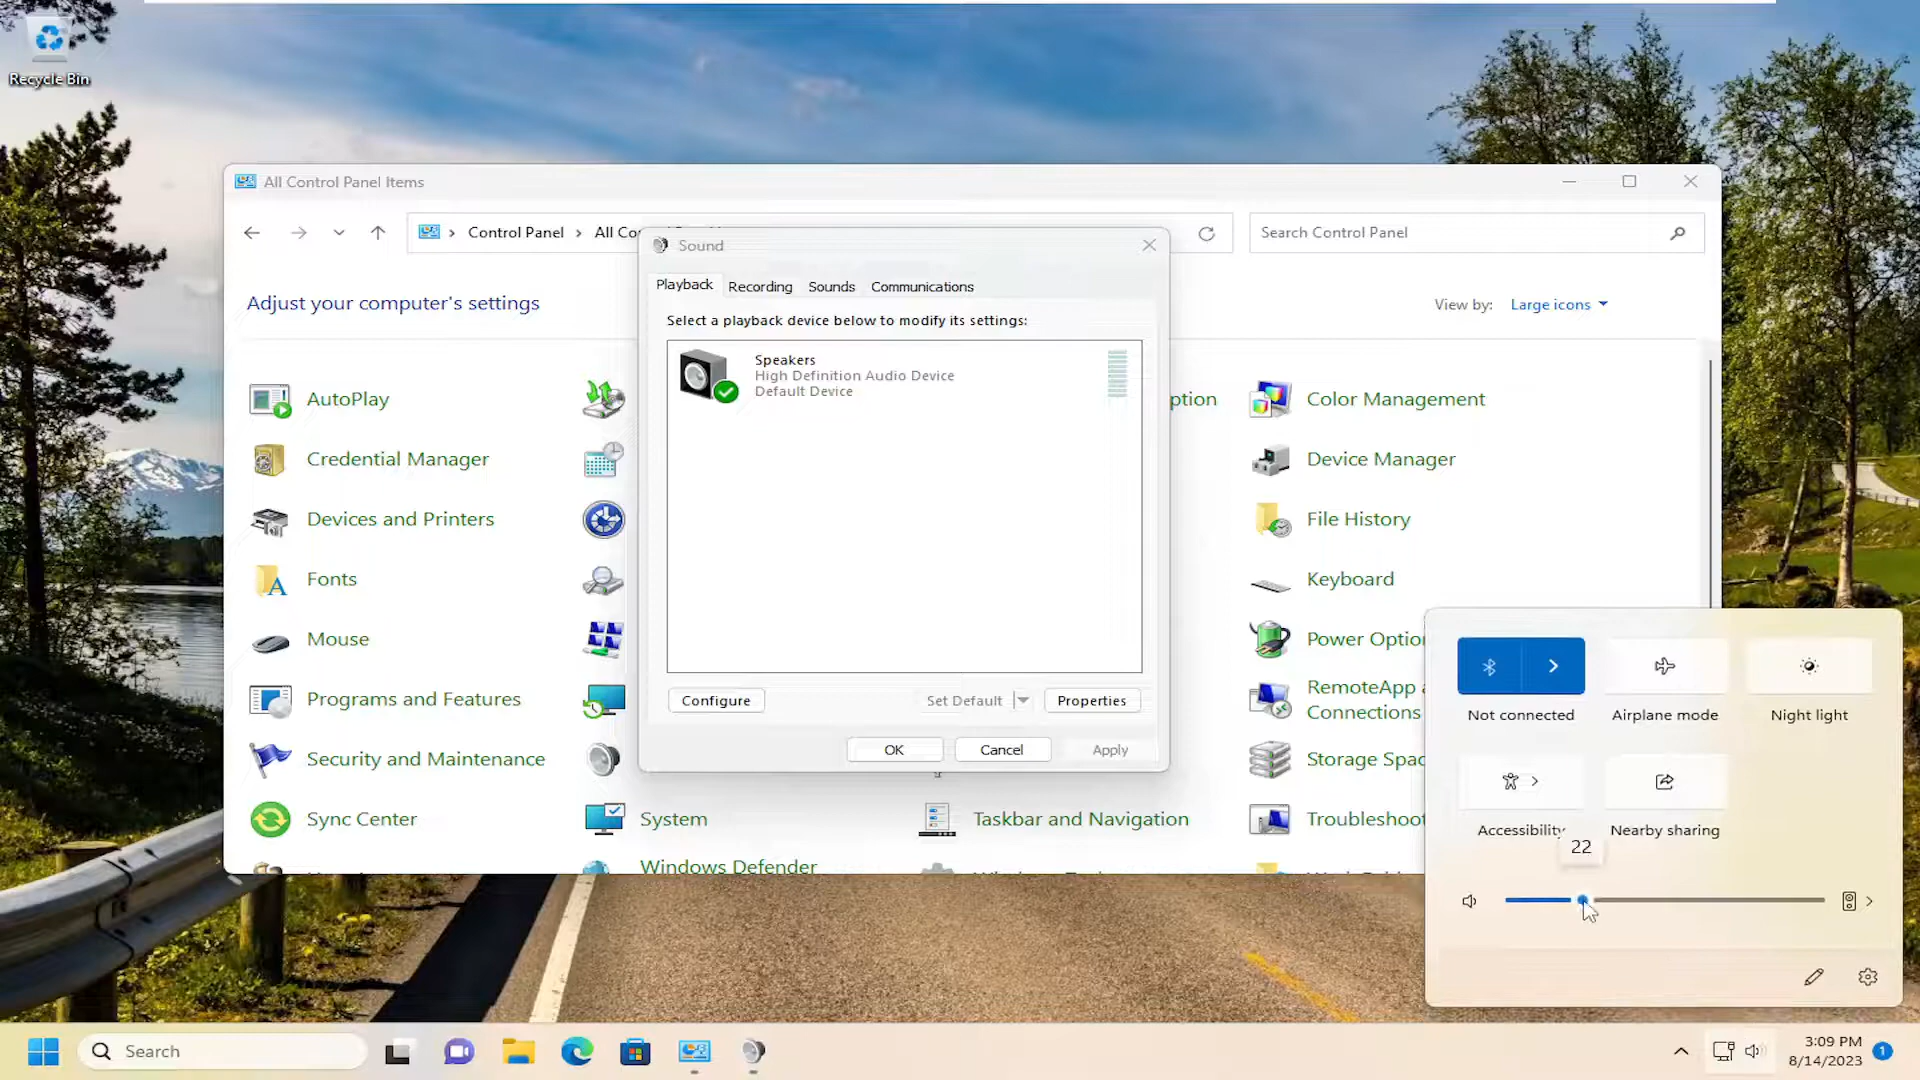 Recycle Bin
All Control Panel Items
Control Panel
All Co
Search Control Panel
Sound
Playback
Recording
Sounds
Communications
Adjust your computer's settings
View by:
Large icons
Select a playback device below to modify its settings:
Speakers
High Definition Audio Device
Default Device
AutoPlay
ption
Color Management
Credential Manager
Device Manager
Devices and Printers
File History
Fonts
Keyboard
Mouse
Power Optio
Programs and Features
RemoteApp a
Connections
Configure
Set Default
Properties
OK
Cancel
Apply
Security and Maintenance
Storage Spac
Sync Center
System
Taskbar and Navigation
Troubleshoot
Windows Defender
Not connected
Airplane mode
Night light
Accessibility
Nearby sharing
22
Search
3:09 PM
8/14/2023
1